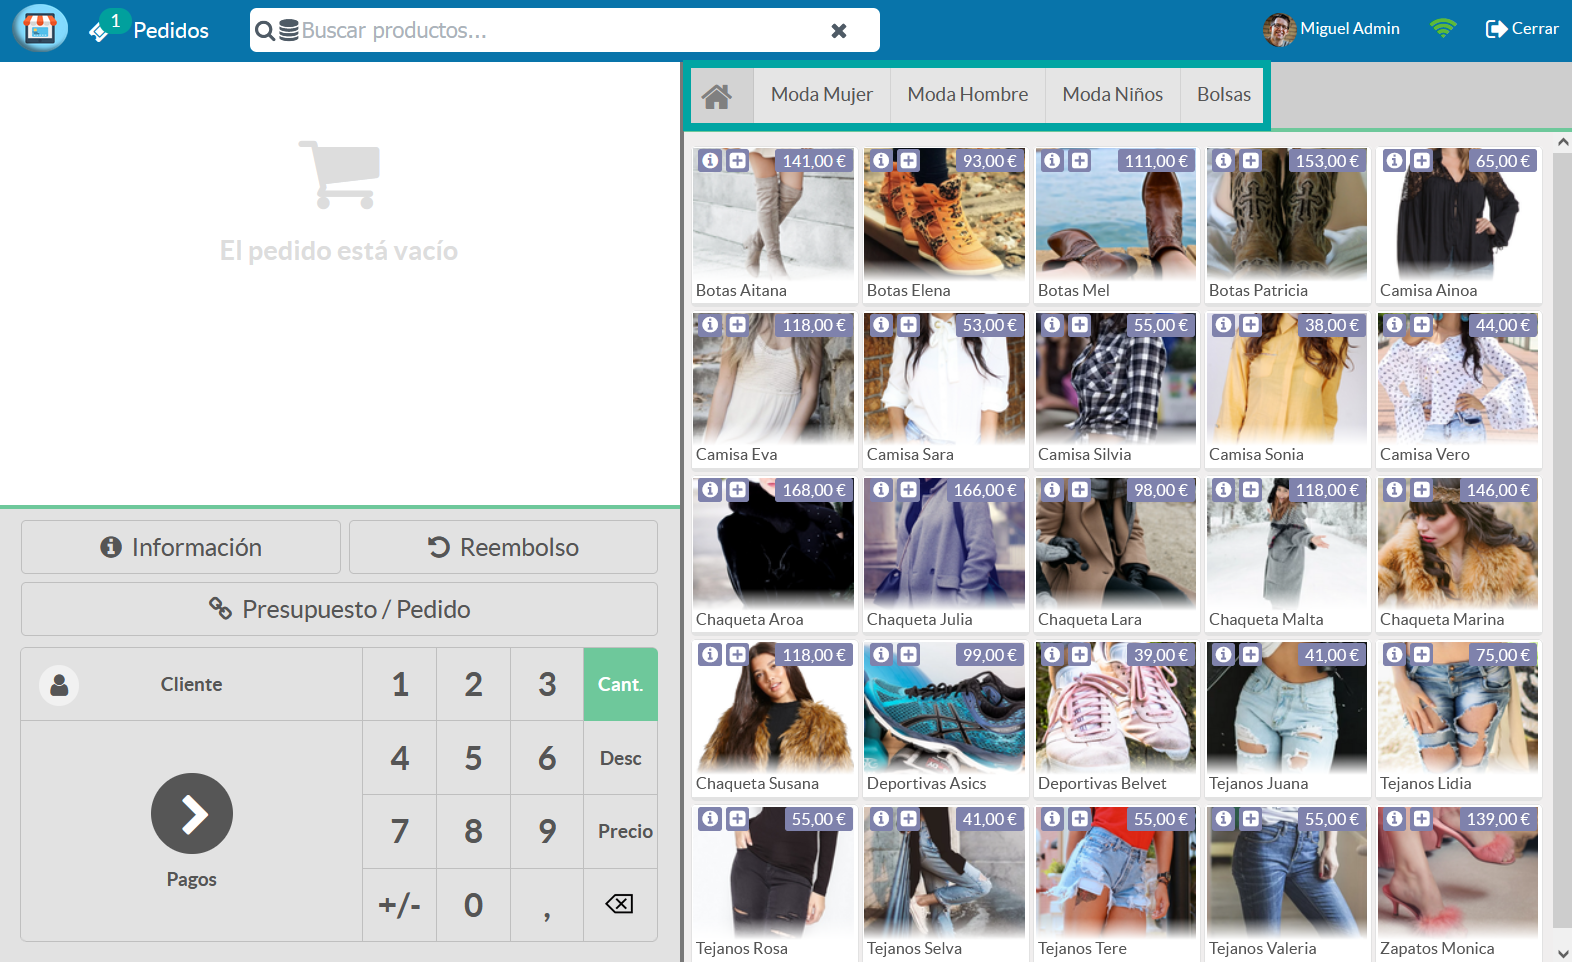 1
Pedidos
Buscar productos...
Miguel Admin
Cerrar
Moda Mujer
Moda Hombre
Moda Niños
Bolsas
El pedido está vacío
Información
Reembolso
Presupuesto / Pedido
Cliente
1 2 3 Cant.
4 5 6 Desc
7 8 9 Precio
Pagos
+/- 0 ,
141,00 € 93,00 € 111,00 € 153,00 € 65,00 €
Botas Aitana Botas Elena Botas Mel Botas Patricia Camisa Ainoa
118,00 € 53,00 € 55,00 € 38,00 € 44,00 €
Camisa Eva Camisa Sara Camisa Silvia Camisa Sonia Camisa Vero
168,00 € 166,00 € 98,00 € 118,00 € 146,00 €
Chaqueta Aroa Chaqueta Julia Chaqueta Lara Chaqueta Malta Chaqueta Marina
118,00 € 99,00 € 39,00 € 41,00 € 75,00 €
Chaqueta Susana Deportivas Asics Deportivas Belvet Tejanos Juana Tejanos Lidia
55,00 € 41,00 € 55,00 € 55,00 € 139,00 €
Tejanos Rosa Tejanos Selva Tejanos Tere Tejanos Valeria Zapatos Monica